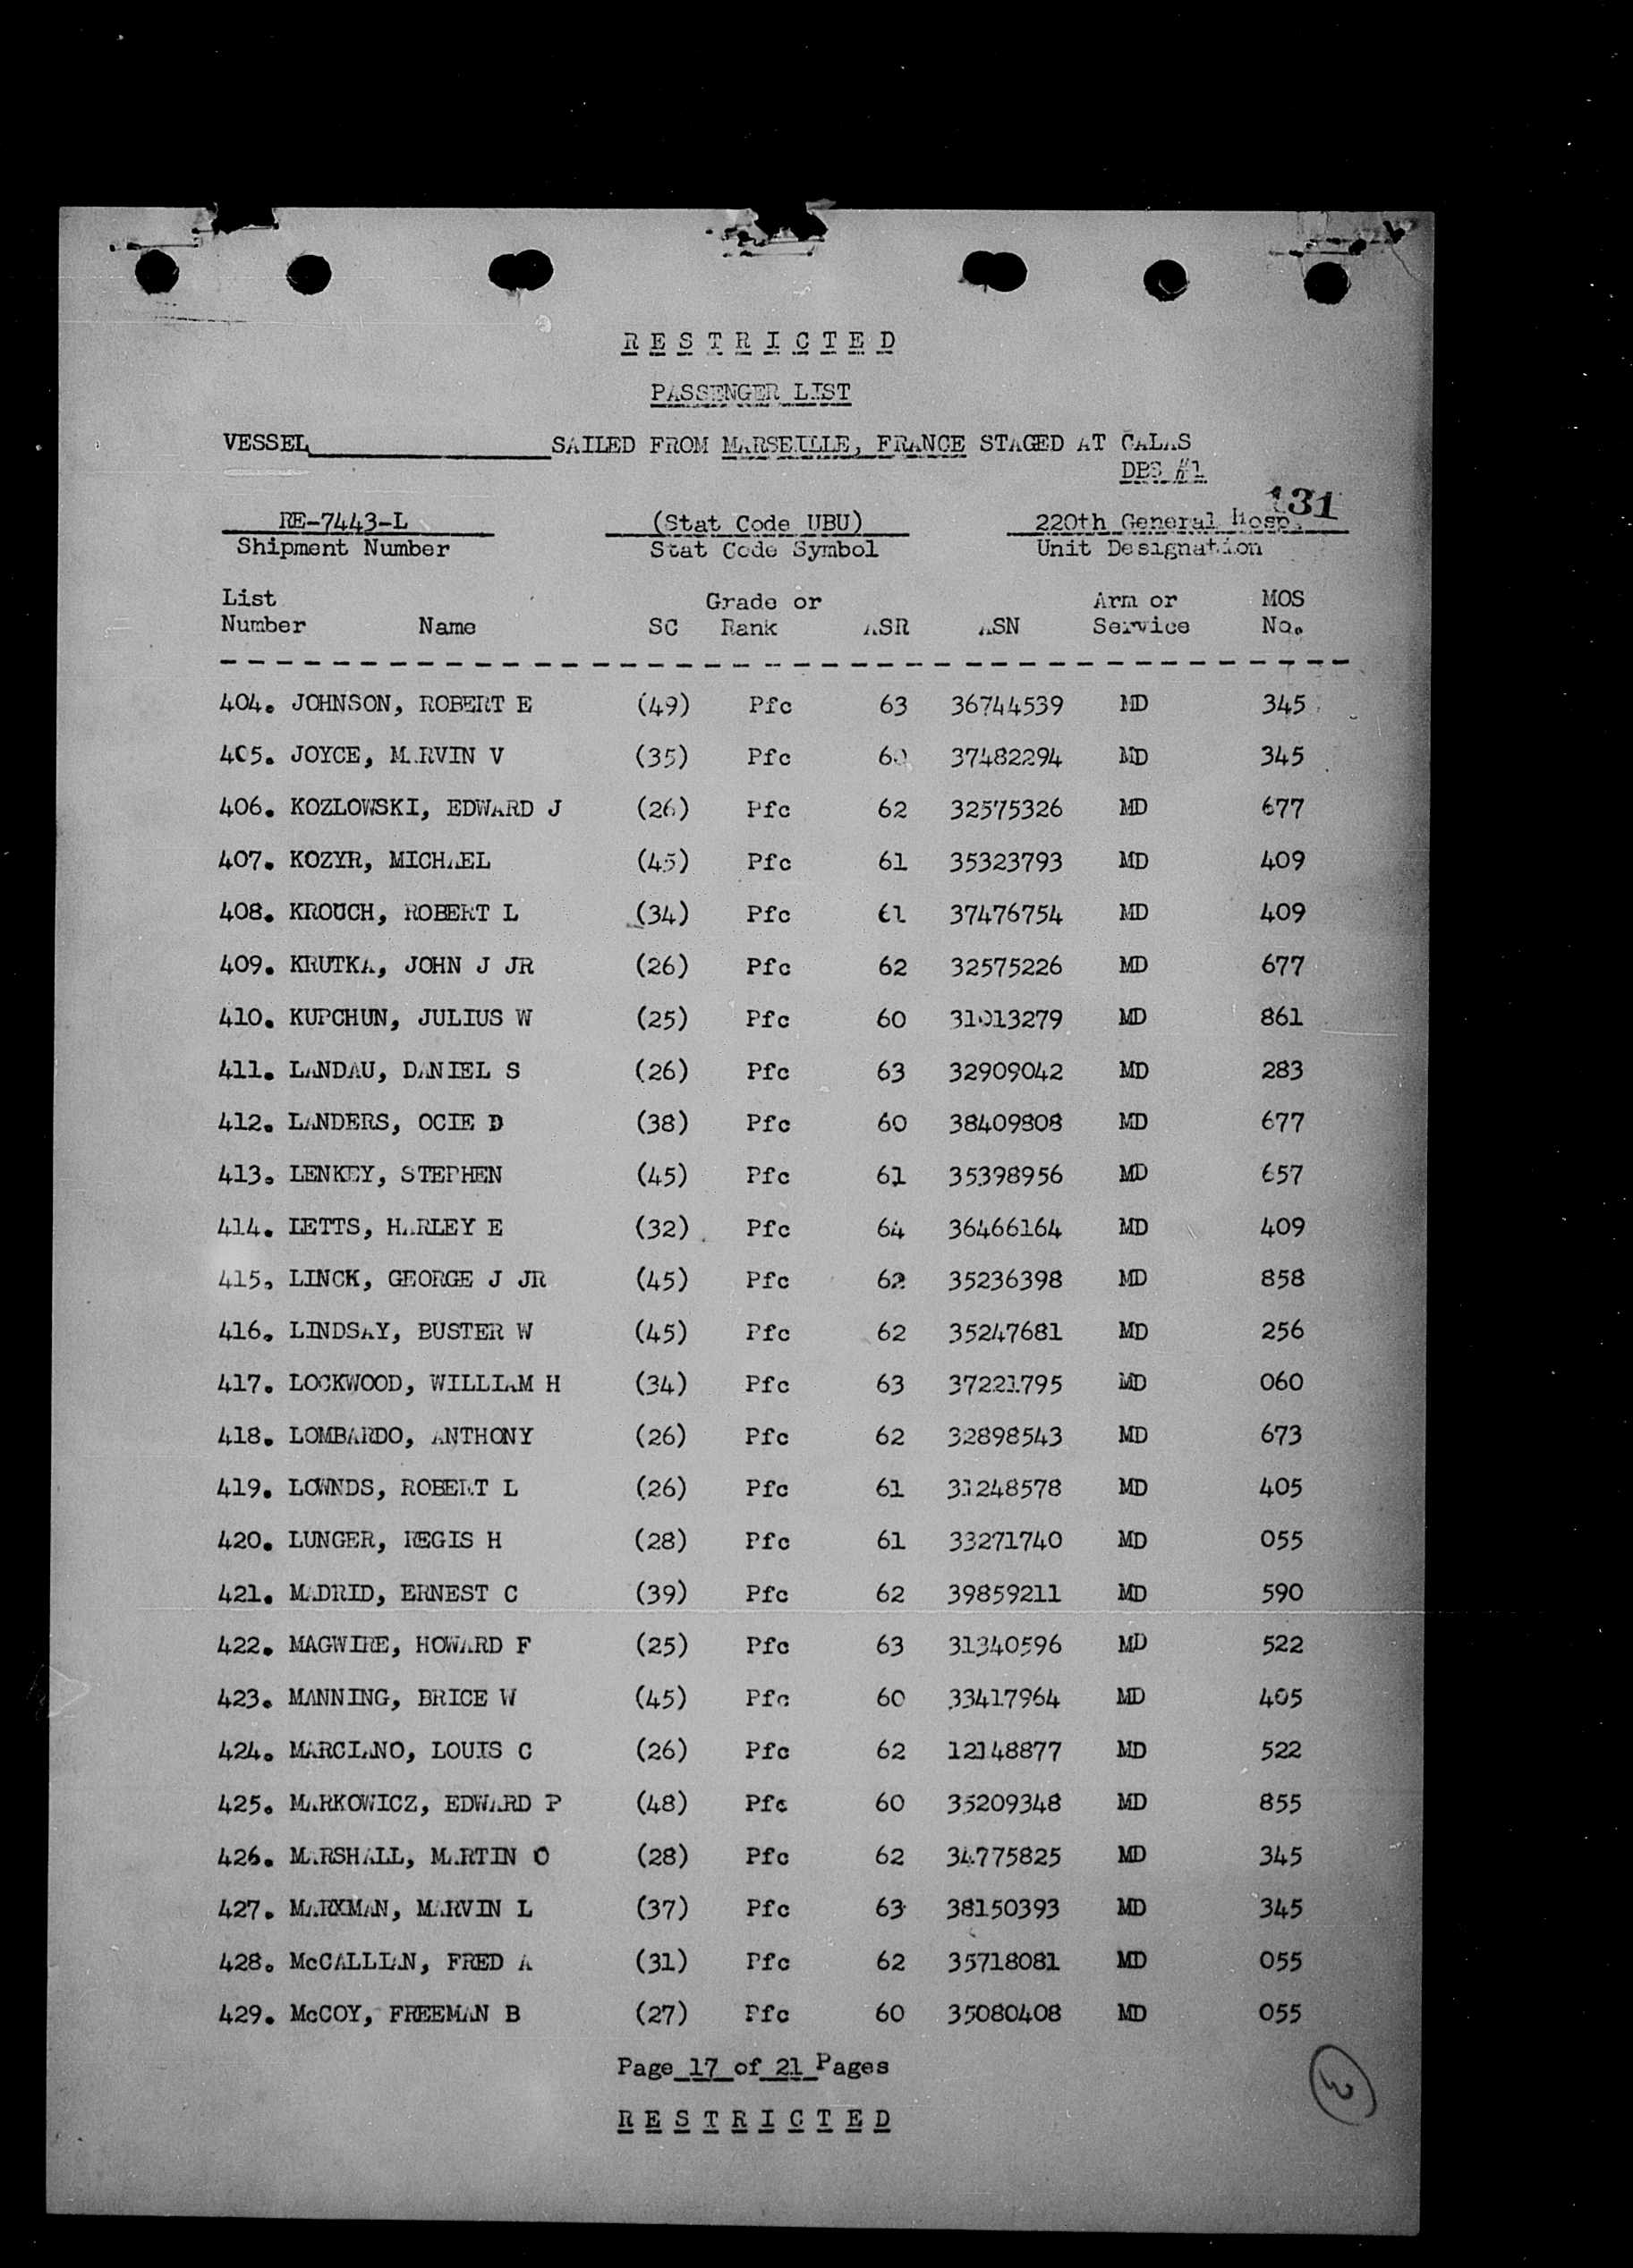 R E S T R I C T E D
PASSENGER LIST
VESSEL____________SAILED FROM MARSEILLE, FRANCE STAGED AT CALAS
DBS #1
131
RE-7443-L (Stat Code UBU) 220th General Hosp.
Shipment Number Stat Code Symbol Unit Designation
List Grade or Arm or MOS
Number Name SC Rank ASR ASN Service No.
404. JOHNSON, ROBERT E (49) Pfc 63 36744539 MD 345
405. JOYCE, MARVIN V (35) Pfc 60 37482294 MD 345
406. KOZLOWSKI, EDWARD J (26) Pfc 62 32575326 MD 677
407. KOZYR, MICHAEL (45) Pfc 61 35323793 MD 409
408. KROUCH, ROBERT L (34) Pfc 61 37476754 MD 409
409. KRUTKA, JOHN J JR (26) Pfc 62 32575226 MD 677
410. KUPCHUN, JULIUS W (25) Pfc 60 31013279 MD 861
411. LANDAU, DANIEL S (26) Pfc 63 32909042 MD 283
412. LANDERS, OCIE D (38) Pfc 60 38409808 MD 677
413. LENKEY, STEPHEN (45) Pfc 61 35398956 MD 657
414. LETTS, HARLEY E (32) Pfc 64 36466164 MD 409
415. LINCK, GEORGE J JR (45) Pfc 62 35236398 MD 858
416. LINDSAY, BUSTER W (45) Pfc 62 35247681 MD 256
417. LOCKWOOD, WILLIAM H (34) Pfc 63 37221795 MD 060
418. LOMBARDO, ANTHONY (26) Pfc 62 32898543 MD 673
419. LOWNDS, ROBERT L (26) Pfc 61 31248578 MD 405
420. LUNGER, REGIS H (28) Pfc 61 33271740 MD 055
421. MADRID, ERNEST C (39) Pfc 62 39859211 MD 590
422. MAGWIRE, HOWARD F (25) Pfc 63 31340596 MD 522
423. MANNING, BRICE W (45) Pfc 60 33417964 MD 405
424. MARCIANO, LOUIS C (26) Pfc 62 12148877 MD 522
425. MARKOWICZ, EDWARD P (48) Pfc 60 35209348 MD 855
426. MARSHALL, MARTIN O (28) Pfc 62 34775825 MD 345
427. MARXMAN, MARVIN L (37) Pfc 63 38150393 MD 345
428. McCALLIAN, FRED A (31) Pfc 62 35718081 MD 055
429. McCOY, FREEMAN B (27) Pfc 60 35080408 MD 055
Page 17 of 21 Pages
R E S T R I C T E D